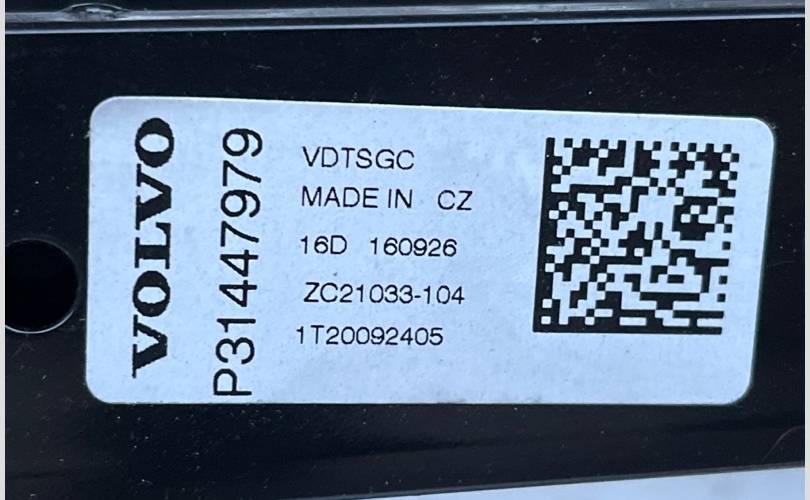 VOLVO
P31447979
VDTSGC
MADE IN CZ
16D 160926
ZC21033-104
1T20092405